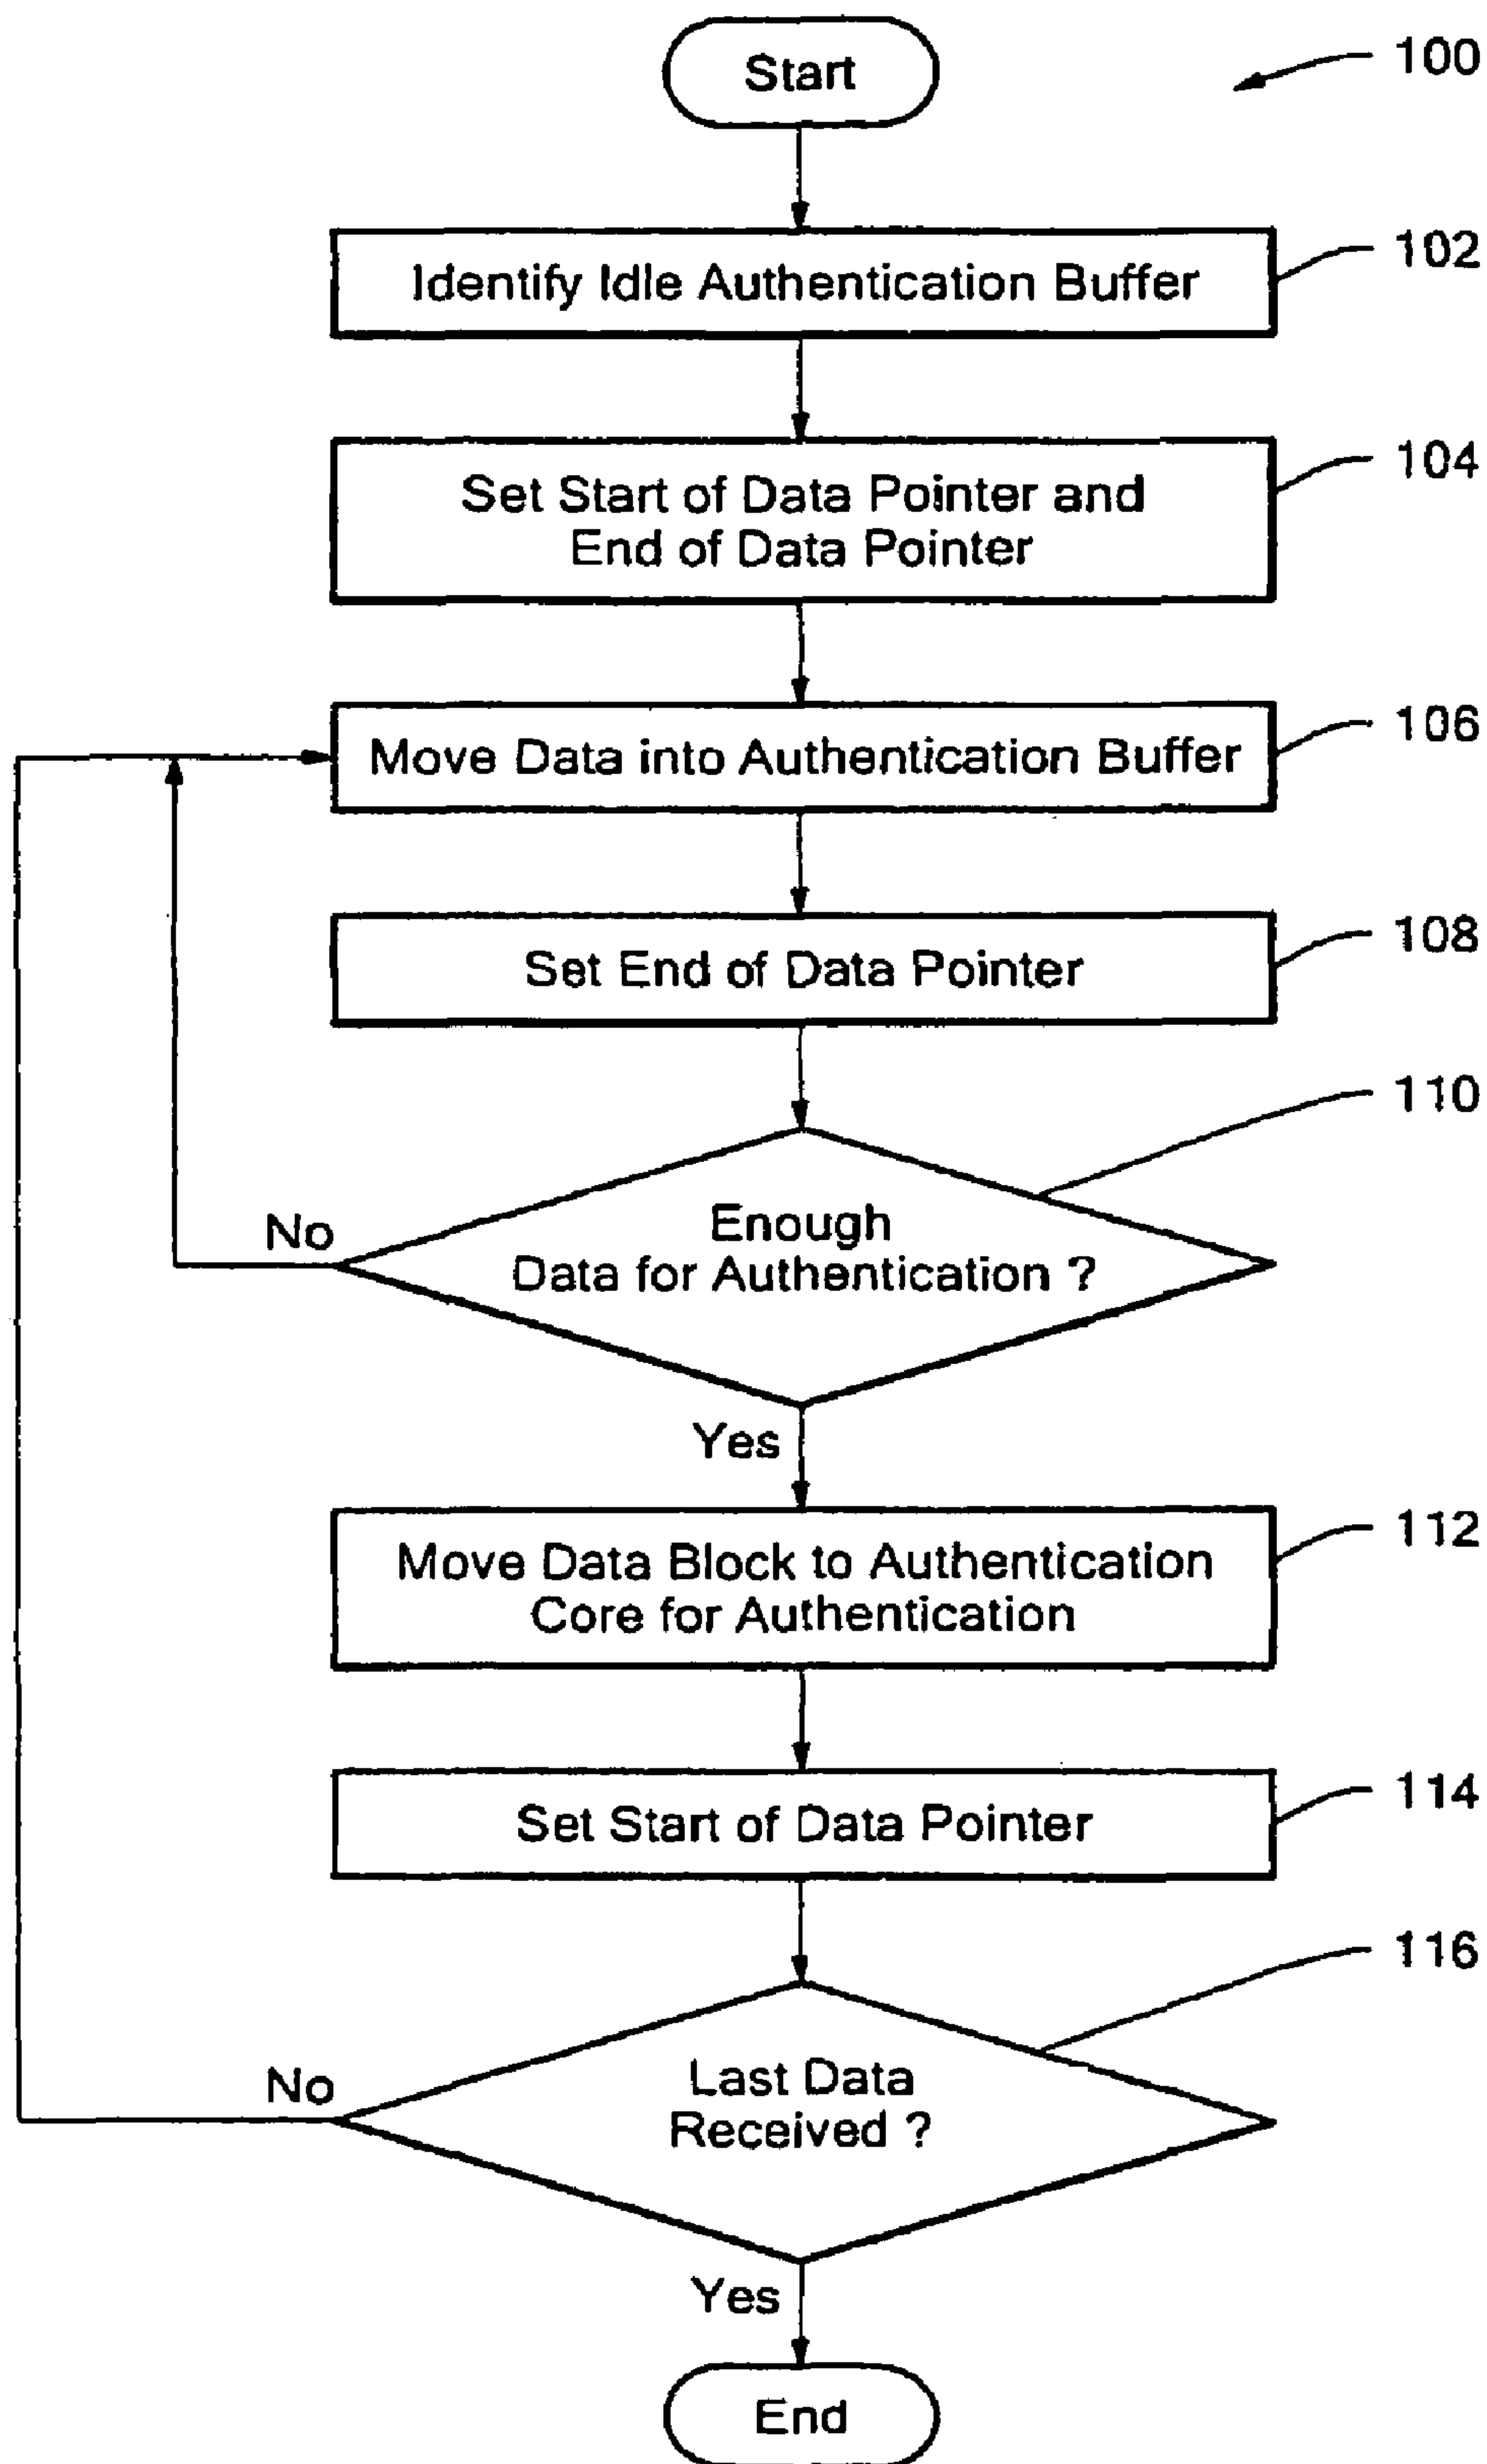 Start
100
Identify Idle Authentication Buffer
102
Set Start of Data Pointer and
End of Data Pointer
104
Move Data into Authentication Buffer
106
Set End of Data Pointer
108
110
Enough
Data for Authentication ?
No
Yes
Move Data Block to Authentication
Core for Authentication
112
Set Start of Data Pointer
114
116
Last Data
Received ?
No
Yes
End